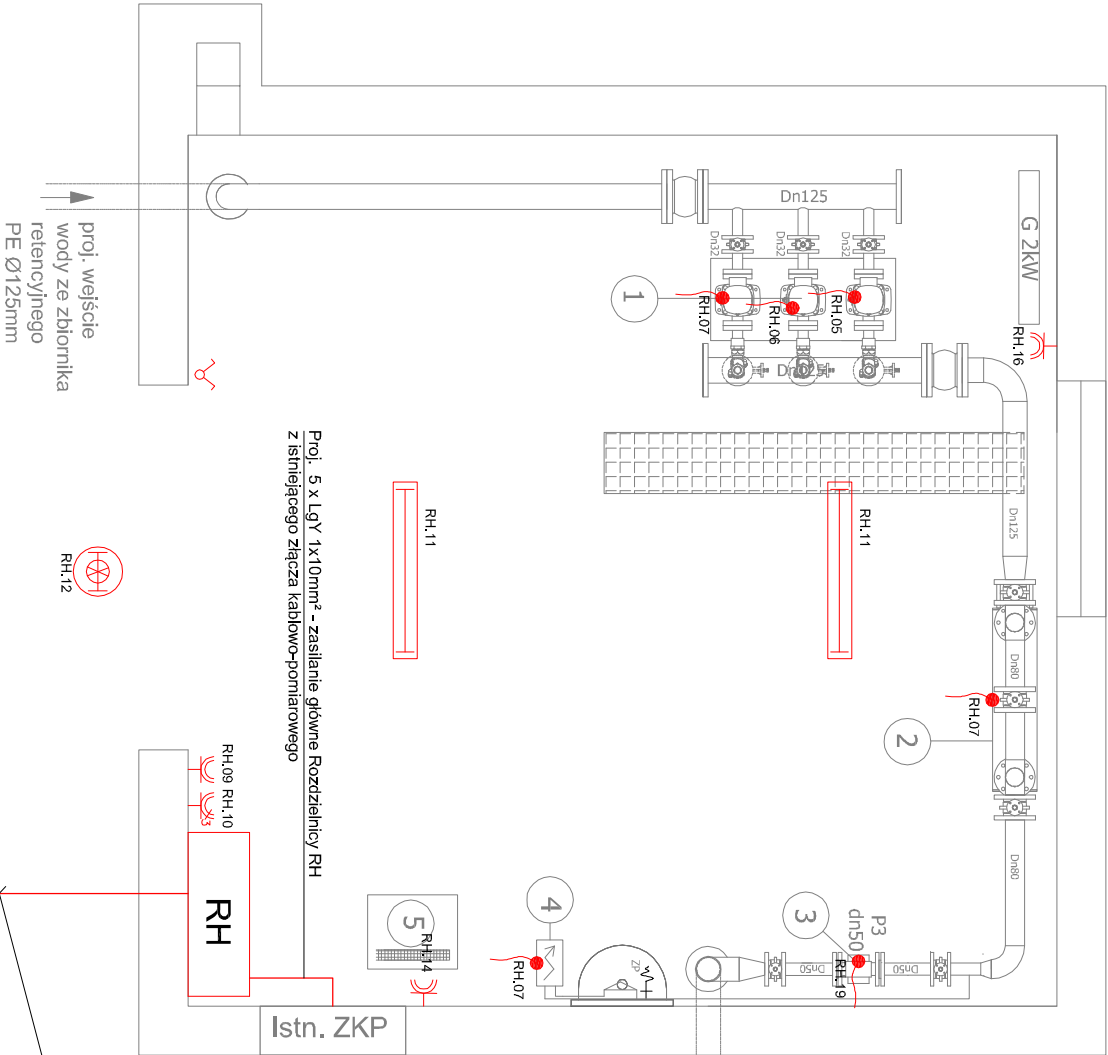 Dn125
Dn32
Dn32
Dn32
G 2kW
RH.16
1
RH.07
RH.06
RH.05
proj. wejście
wody ze zbiornika
retencyjnego
PE Ø125mm
Dn125
RH.11
RH.11
Proj. 5 x LgY 1x10mm² - zasilanie główne Rozdzielnicy RH
z istniejącego złącza kablowo-pomiarowego
RH.12
Dn80
RH.07
2
Dn80
RH.09
RH.10
3
RH
5
RH.14
4
RH.07
ZP
3
P3
dn50
RH.19
Dn50
Dn50
Istn. ZKP